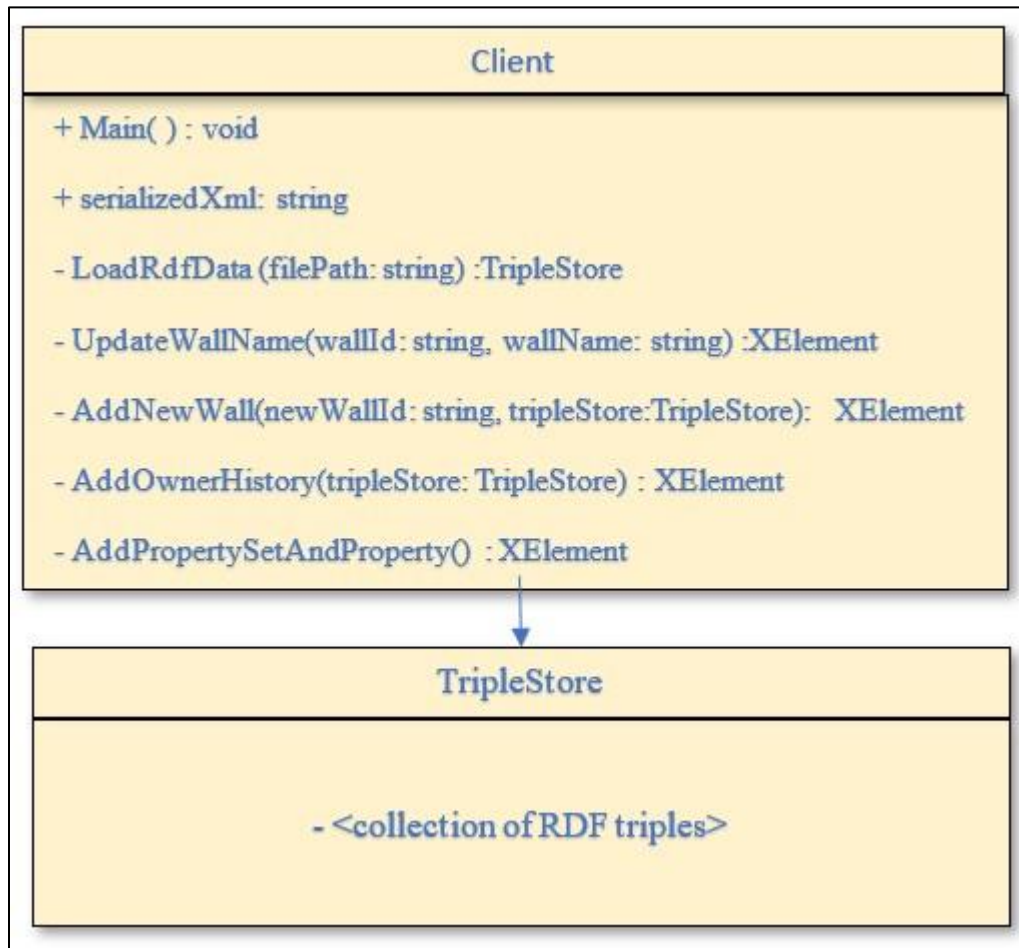 Client
+ Main( ) : void
+ serializedXml: string
- LoadRdfData (filePath: string) :TripleStore
- UpdateWallName(wallId: string, wallName: string) :XElement
- AddNewWall(newWallId: string, tripleStore:TripleStore): XElement
- AddOwnerHistory(tripleStore: TripleStore) : XElement
- AddPropertySetAndProperty() : XElement
TripleStore
- <collection of RDF triples>